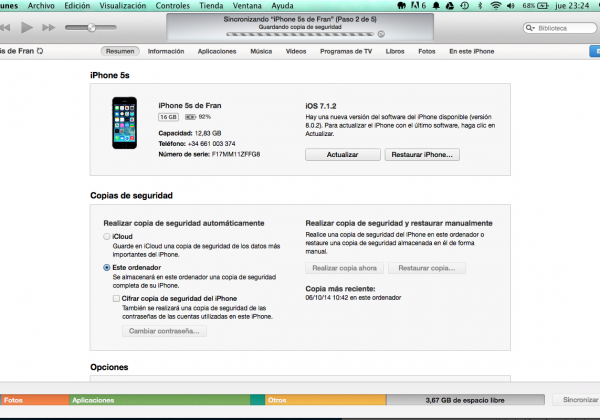 unes Edición Visualización Controles Tienda Ventana Ayuda 6 68% jue 23:24
Sincronizando "iPhone 5s de Fran" (Paso 2 de 5)
Guardando copia de seguridad
Biblioteca
5s de Fran Resumen Información Aplicaciones Música Vídeos Programas de TV Libros Fotos En este iPhone
iPhone 5s
iPhone 5s de Fran
16 GB 92%
Capacidad: 12,83 GB
Teléfono: +34 661 003 374
Número de serie: F17MM11ZFFG8
iOS 7.1.2
Hay una nueva versión del software del iPhone disponible (versión
8.0.2). Para actualizar el iPhone con el último software, haga clic en
Actualizar.
Actualizar Restaurar iPhone...
Copias de seguridad
Realizar copia de seguridad automáticamente
iCloud
Guarde en iCloud una copia de seguridad de los datos más
importantes del iPhone.
Este ordenador
Se almacenará en este ordenador una copia de seguridad
completa de su iPhone.
Cifrar copia de seguridad del iPhone
También se realizará una copia de seguridad de las
contraseñas de las cuentas utilizadas en este iPhone.
Cambiar contraseña...
Realizar copia de seguridad y restaurar manualmente
Realice una copia de seguridad del iPhone en este ordenador o
restaure una copia de seguridad almacenada en él de forma
manual.
Realizar copia ahora Restaurar copia...
Copia más reciente:
06/10/14 10:42 en este ordenador
Opciones
Fotos Aplicaciones Otros 3,67 GB de espacio libre Sincronizar